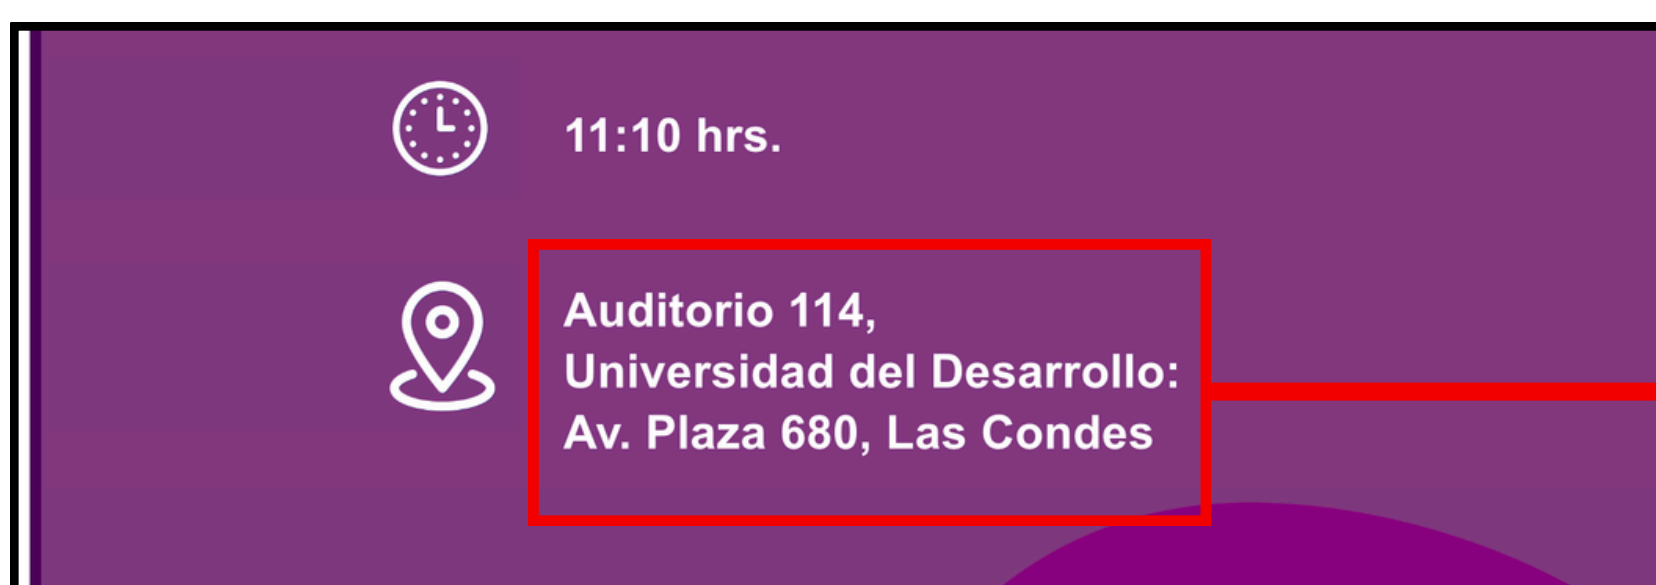 11:10 hrs.
Auditorio 114,
Universidad del Desarrollo:
Av. Plaza 680, Las Condes